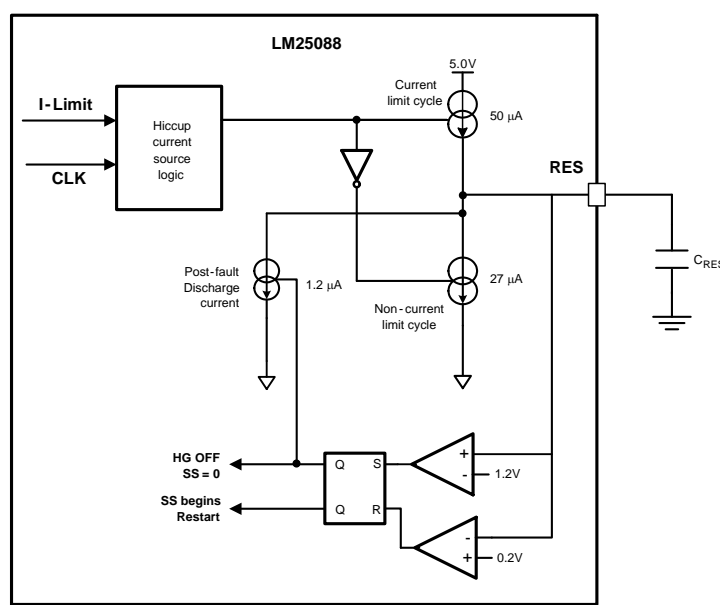 LM25088
5.0V
Current
limit cycle
50 μA
I-Limit
CLK
Hiccup
current
source
logic
RES
CRES
Post-fault
Discharge
current
1.2 μA
27 μA
Non-current
limit cycle
HG OFF
SS = 0
SS begins
Restart
Q
S
Q
R
+
-
1.2V
-
+
0.2V